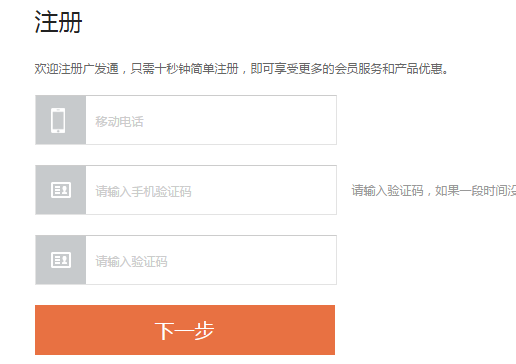 注册
欢迎注册广发通，只需十秒钟简单注册，即可享受更多的会员服务和产品优惠。
移动电话
请输入手机验证码
请输入验证码，如果一段时间没
请输入验证码
下一步